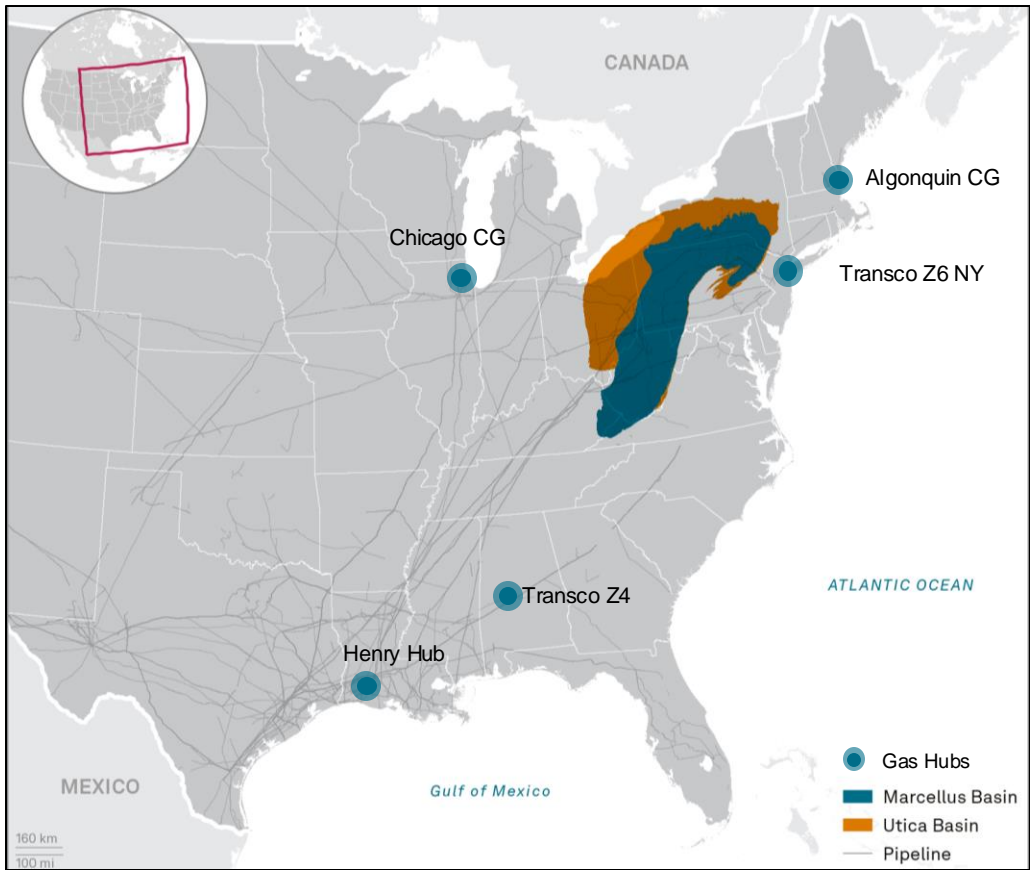 CANADA
Algonquin CG
Chicago CG
Transco Z6 NY
ATLANTIC OCEAN
Transco Z4
Henry Hub
Gas Hubs
MEXICO
Gulf of Mexico
Marcellus Basin
Utica Basin
160 km
Pipeline
100 mi